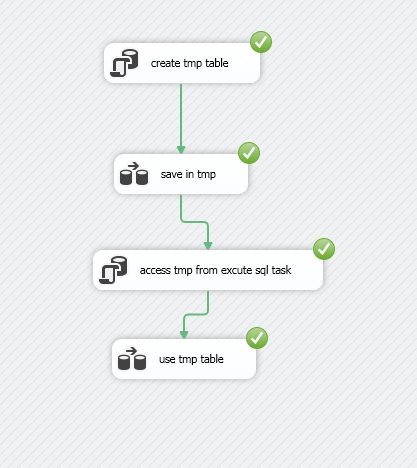 create tmp table
save in tmp
access tmp from excute sql task
use tmp table